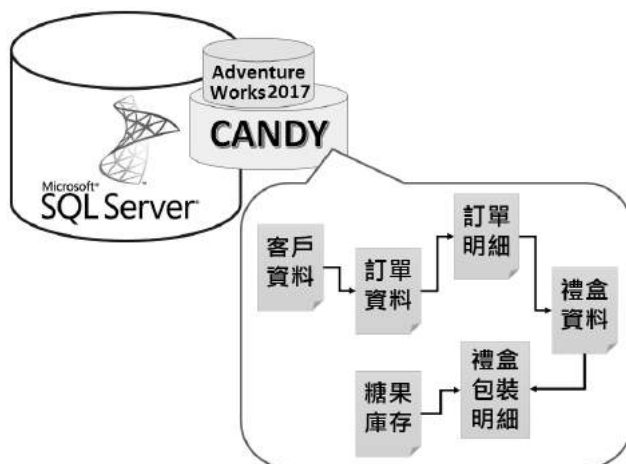 Adventure
Works2017
CANDY
Microsoft®
SQL Server®
客戶
資料
訂單
資料
訂單
明細
禮盒
資料
糖果
庫存
禮盒
包裝
明細